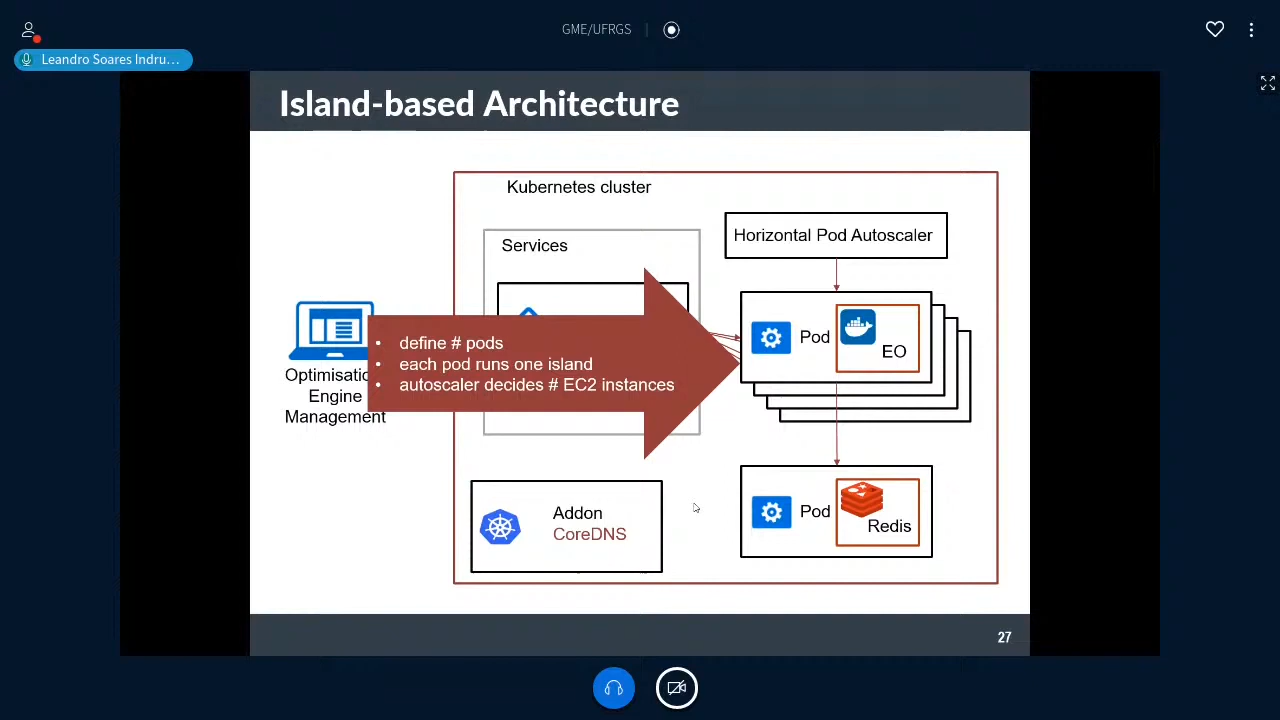 GME/UFRGS
Leandro Soares Indru…
Island-based Architecture
Kubernetes cluster
Services
Horizontal Pod Autoscaler
Optimisatio
Engine
Management
• define # pods
• each pod runs one island
• autoscaler decides # EC2 instances
Pod
EO
Addon
CoreDNS
Pod
Redis
27